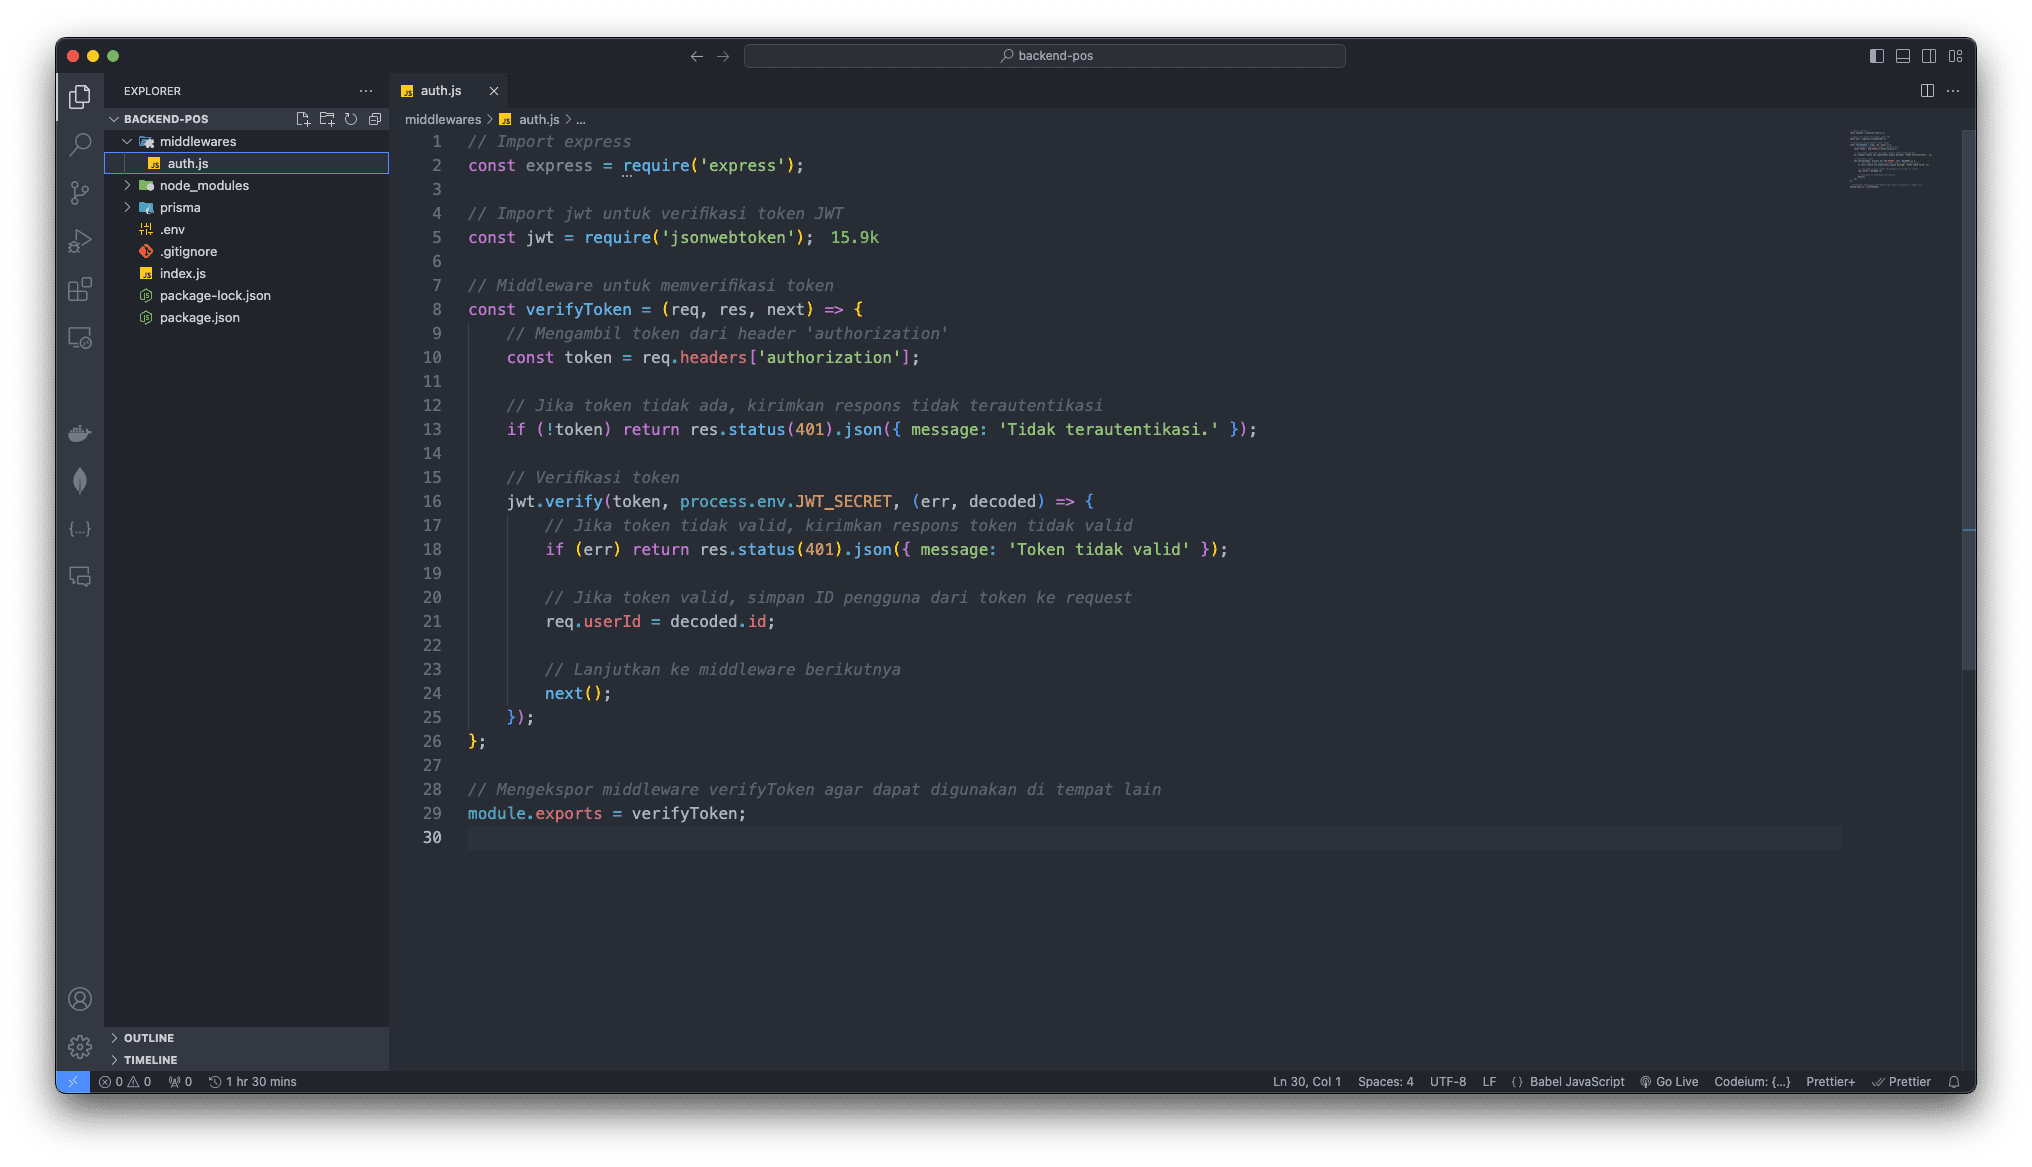 backend-pos
EXPLORER
BACKEND-POS
middlewares
auth.js
node_modules
prisma
.env
.gitignore
index.js
package-lock.json
package.json
OUTLINE
TIMELINE
auth.js
middlewares > auth.js > ...
1 // Import express
2 const express = require('express');
3
4 // Import jwt untuk verifikasi token JWT
5 const jwt = require('jsonwebtoken'); 15.9k
6
7 // Middleware untuk memverifikasi token
8 const verifyToken = (req, res, next) => {
9 // Mengambil token dari header 'authorization'
10 const token = req.headers['authorization'];
11
12 // Jika token tidak ada, kirimkan respons tidak terautentikasi
13 if (!token) return res.status(401).json({ message: 'Tidak terautentikasi.' });
14
15 // Verifikasi token
16 jwt.verify(token, process.env.JWT_SECRET, (err, decoded) => {
17 // Jika token tidak valid, kirimkan respons token tidak valid
18 if (err) return res.status(401).json({ message: 'Token tidak valid' });
19
20 // Jika token valid, simpan ID pengguna dari token ke request
21 req.userId = decoded.id;
22
23 // Lanjutkan ke middleware berikutnya
24 next();
25 });
26 };
27
28 // Mengekspor middleware verifyToken agar dapat digunakan di tempat lain
29 module.exports = verifyToken;
30
0 0 0 1 hr 30 mins Ln 30, Col 1 Spaces: 4 UTF-8 LF {} Babel JavaScript Go Live Codeium: {...} Prettier+ Prettier